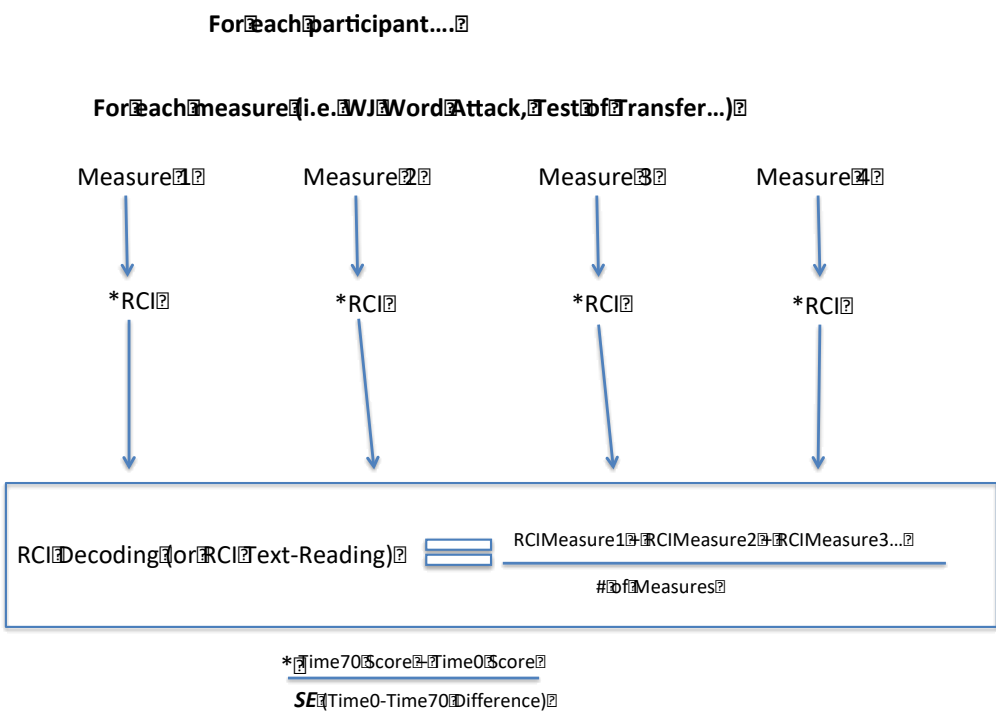 For each participant….
For each measure (i.e. WJ Word Attack, Test of Transfer…)
Measure 1 Measure 2 Measure 3 Measure 4
*RCI *RCI *RCI *RCI
RCI Decoding (or RCI Text-Reading) = RCIMeasure1 + RCIMeasure2 + RCIMeasure3…
# of Measures
* Time70 Score – Time0 Score
SE (Time0-Time70 Difference)